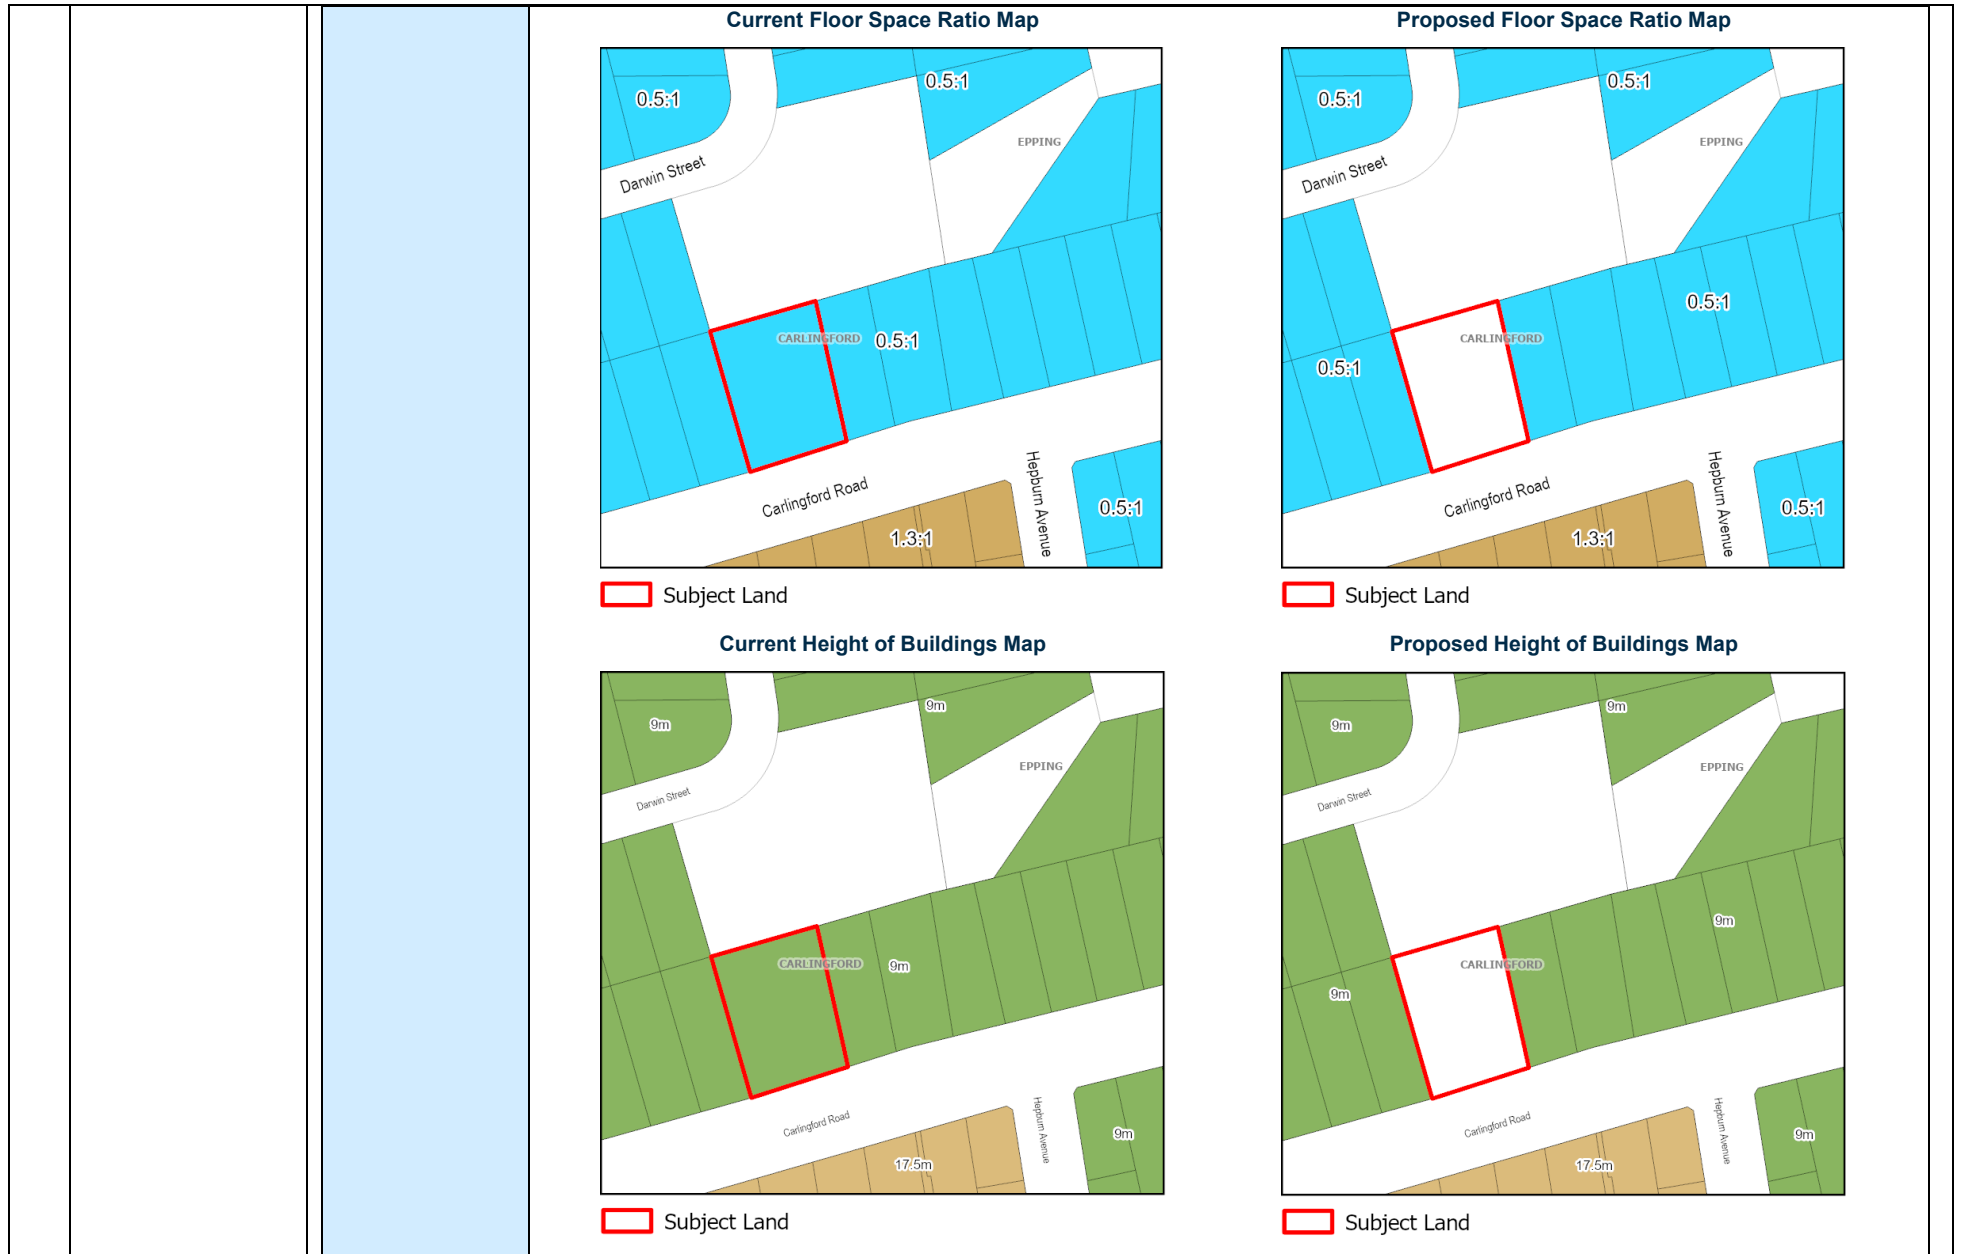 Current Floor Space Ratio Map
0.5:1
0.5:1
EPPING
Darwin Street
CARLINGFORD
0.5:1
Carlingford Road
Hepburn Avenue
0.5:1
1.3:1
Subject Land
Proposed Floor Space Ratio Map
0.5:1
0.5:1
EPPING
Darwin Street
0.5:1
CARLINGFORD
0.5:1
Carlingford Road
Hepburn Avenue
0.5:1
1.3:1
Subject Land
Current Height of Buildings Map
9m
9m
EPPING
Darwin Street
CARLINGFORD
9m
Carlingford Road
Hepburn Avenue
9m
17.5m
Subject Land
Proposed Height of Buildings Map
9m
9m
EPPING
Darwin Street
9m
CARLINGFORD
9m
Carlingford Road
Hepburn Avenue
9m
17.5m
Subject Land